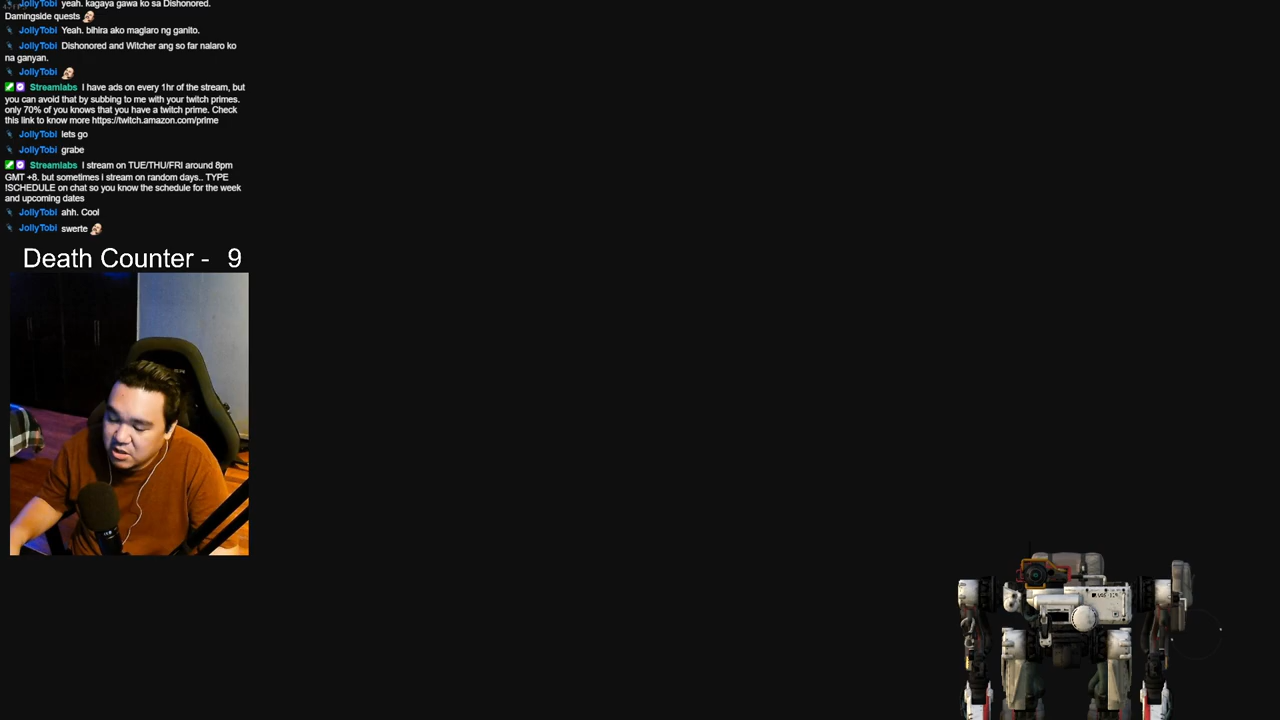 JollyTobi yeah. kagaya gawa ko sa Dishonored.
Damingside quests
JollyTobi Yeah. bihira ako maglaro ng ganito.
JollyTobi Dishonored and Witcher ang so far nalaro ko
na ganyan.
JollyTobi
Streamlabs I have ads on every 1hr of the stream, but
you can avoid that by subbing to me with your twitch primes.
only 70% of you knows that you have a twitch prime. Check
this link to know more https://twitch.amazon.com/prime
JollyTobi lets go
JollyTobi grabe
Streamlabs I stream on TUE/THU/FRI around 8pm
GMT +8. but sometimes i stream on random days.. TYPE
!SCHEDULE on chat so you know the schedule for the week
and upcoming dates
JollyTobi ahh. Cool
JollyTobi swerte
Death Counter - 9